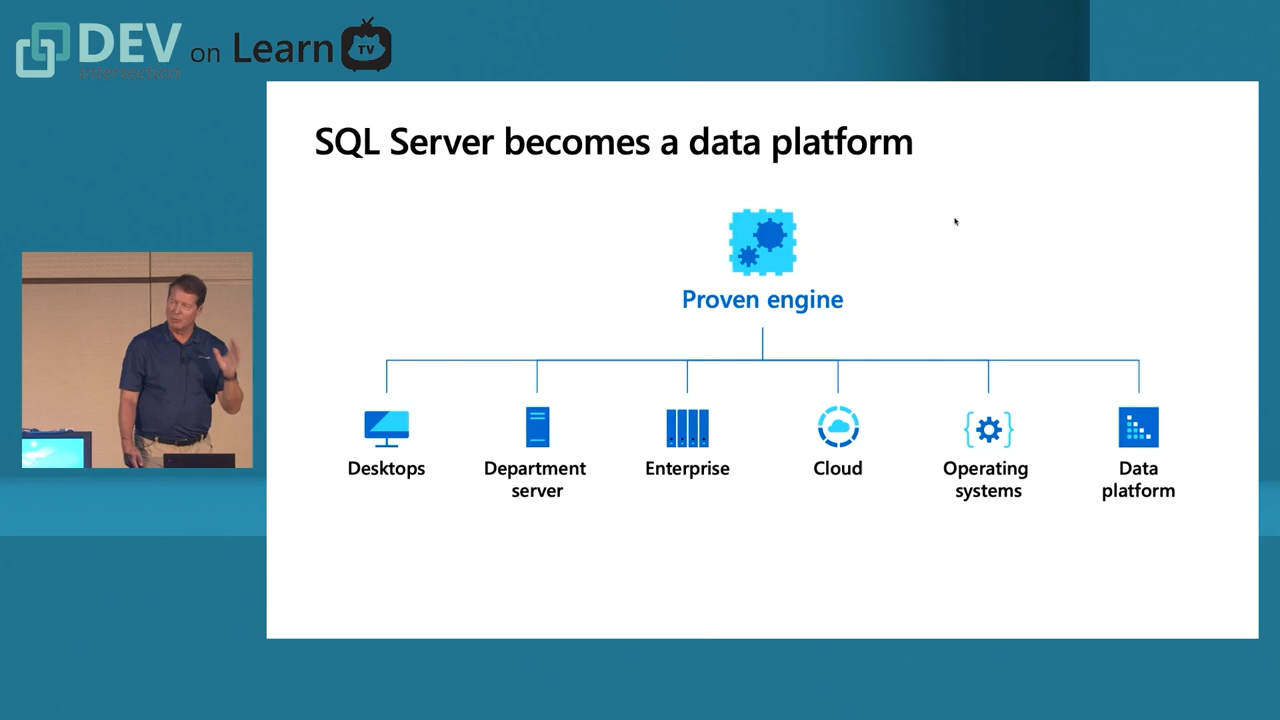 DEV on Learn TV
intersection
SQL Server becomes a data platform
Proven engine
Desktops
Department
server
Enterprise
Cloud
Operating
systems
Data
platform